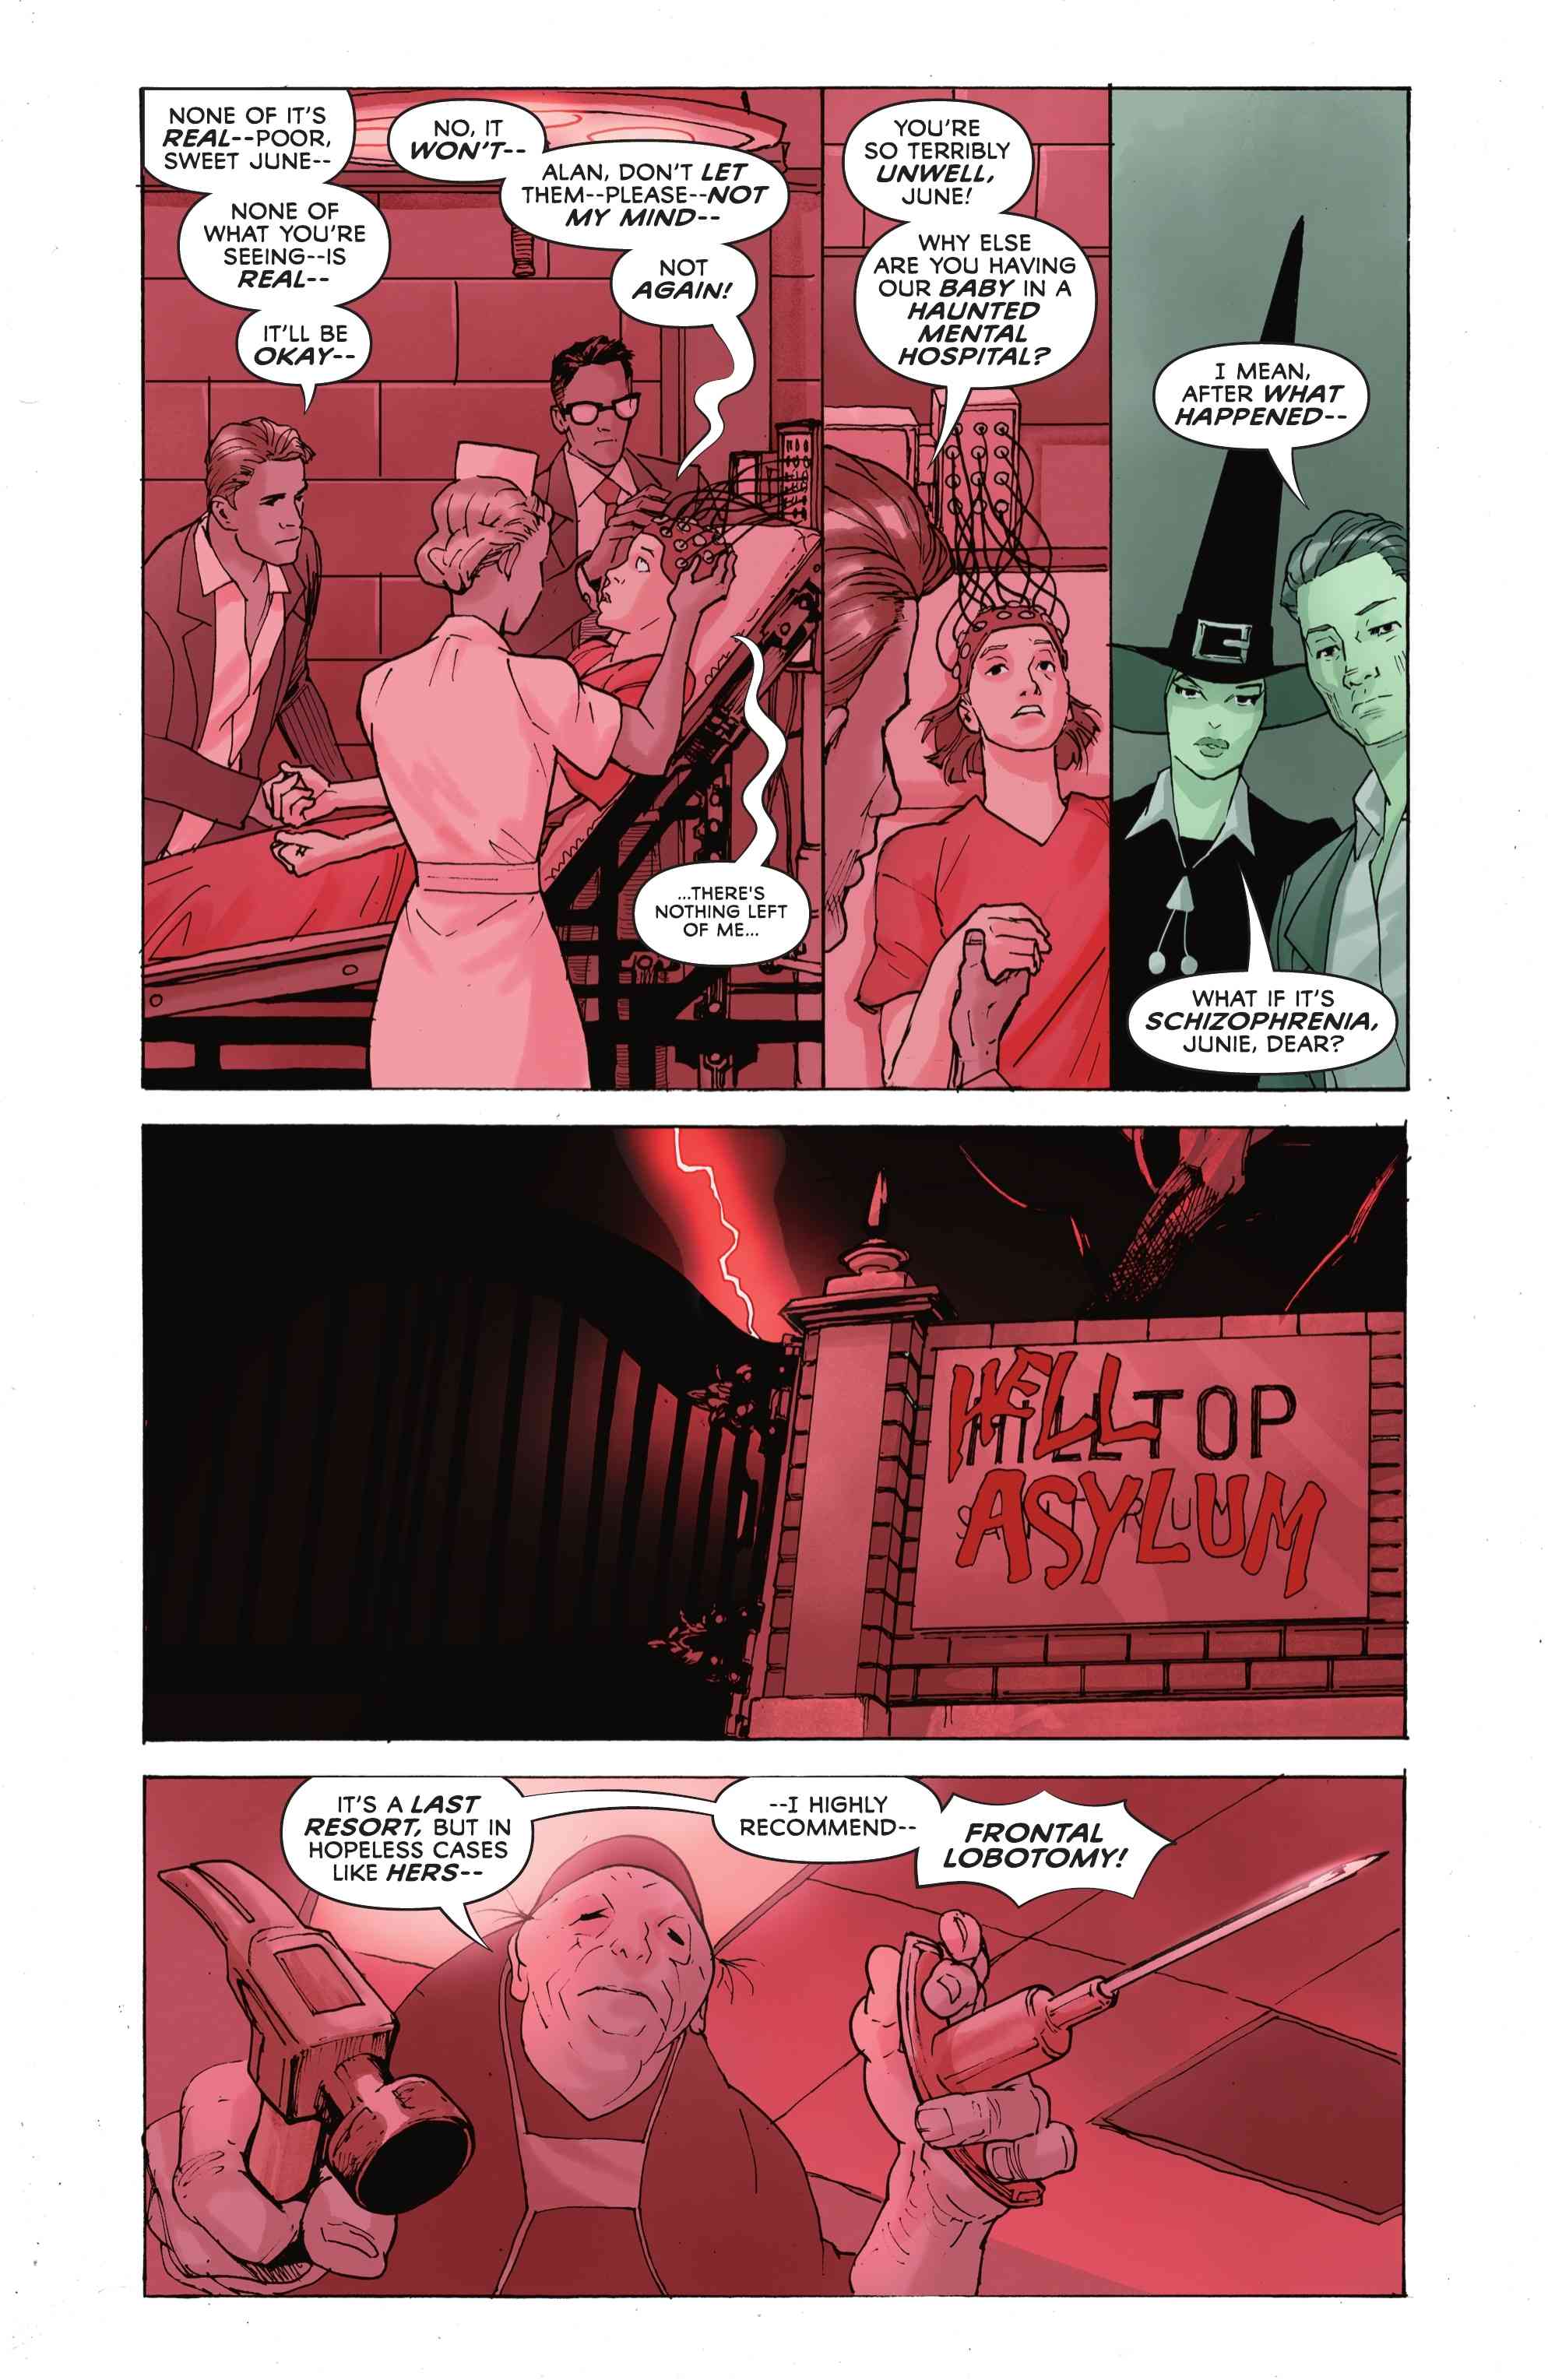 NONE OF IT'S
REAL--POOR,
SWEET JUNE--
NONE OF
WHAT YOU'RE
SEEING--IS
REAL--
IT'LL BE
OKAY--
NO, IT
WON'T--
ALAN, DON'T LET
THEM--PLEASE--NOT
MY MIND--
NOT
AGAIN!
...THERE'S
NOTHING LEFT
OF ME...
YOU'RE
SO TERRIBLY
UNWELL,
JUNE!
WHY ELSE
ARE YOU HAVING
OUR BABY IN A
HAUNTED
MENTAL
HOSPITAL?
I MEAN,
AFTER WHAT
HAPPENED--
WHAT IF IT'S
SCHIZOPHRENIA,
JUNIE, DEAR?
HELL
HILLTOP
ASYLUM
IT'S A LAST
RESORT, BUT IN
HOPELESS CASES
LIKE HERS--
--I HIGHLY
RECOMMEND--
FRONTAL
LOBOTOMY!